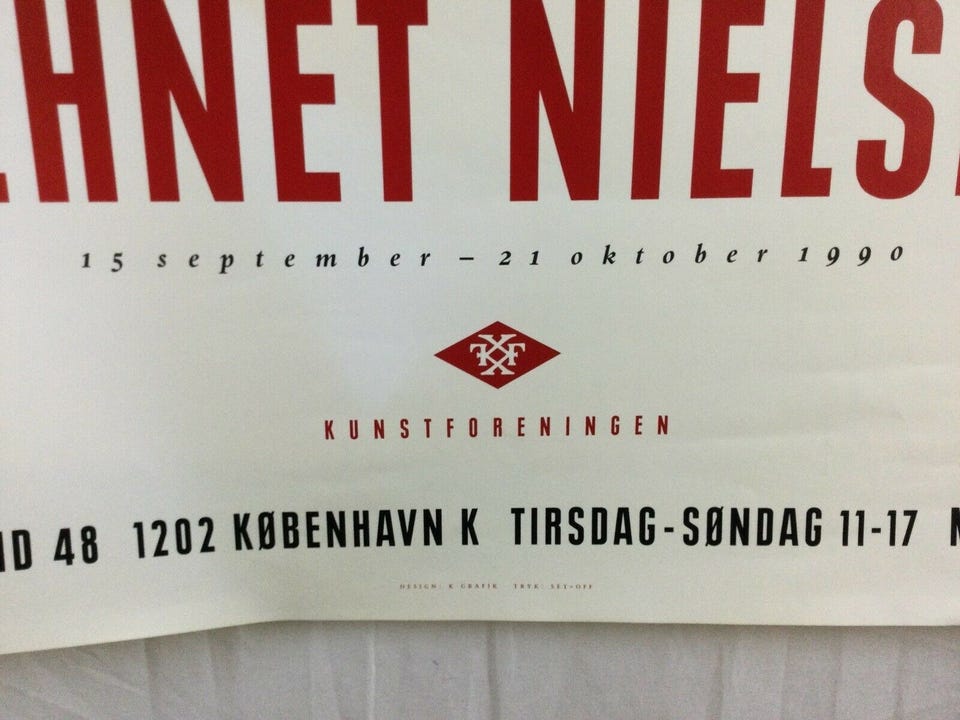 HNET NIELS
15 september – 21 oktober 1990
KUNSTFORENINGEN
ND 48 1202 KØBENHAVN K TIRSDAG-SØNDAG 11-17
DESIGN: K GRAFIK TRYK: SET•OFF